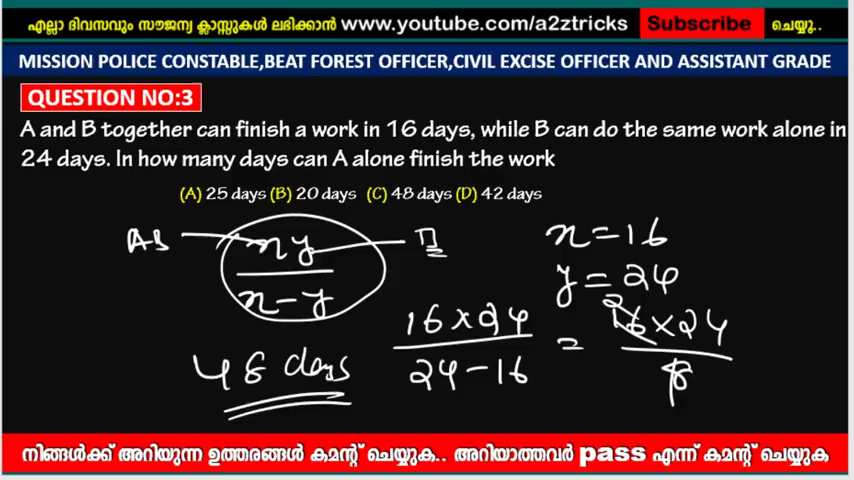 എല്ലാ ദിവസവും സൗജന്യ ക്ലാസ്സുകൾ ലഭിക്കാൻ www.youtube.com/a2ztricks Subscribe ചെയ്യൂ..
MISSION POLICE CONSTABLE,BEAT FOREST OFFICER,CIVIL EXCISE OFFICER AND ASSISTANT GRADE
QUESTION NO:3
A and B together can finish a work in 16 days, while B can do the same work alone in
24 days. In how many days can A alone finish the work
(A) 25 days (B) 20 days (C) 48 days (D) 42 days
AB xy B x=16
x-y y=24
16×24 = 16×24 2
24-16 8
48 days
നിങ്ങൾക്ക് അറിയുന്ന ഉത്തരങ്ങൾ കമന്റ് ചെയ്യുക.. അറിയാത്തവർ pass എന്ന് കമന്റ് ചെയ്യുക